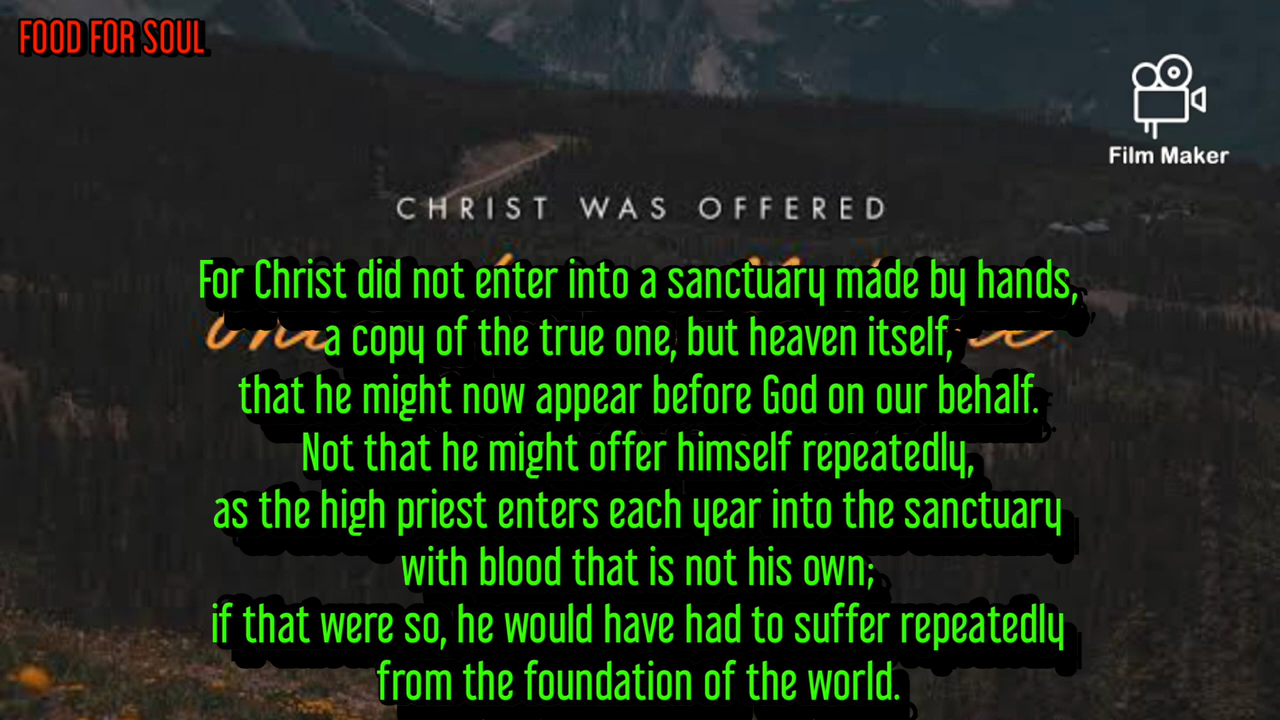 FOOD FOR SOUL
Film Maker
CHRIST WAS OFFERED
For Christ did not enter into a sanctuary made by hands,
a copy of the true one, but heaven itself,
that he might now appear before God on our behalf.
Not that he might offer himself repeatedly,
as the high priest enters each year into the sanctuary
with blood that is not his own;
if that were so, he would have had to suffer repeatedly
from the foundation of the world.